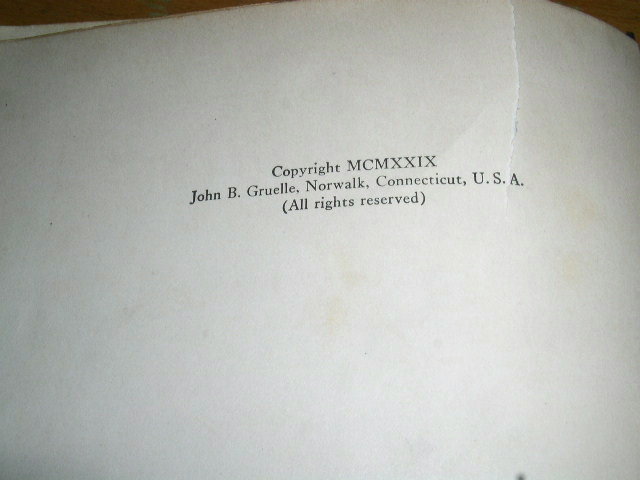 Copyright MCMXXIX
John B. Gruelle, Norwalk, Connecticut, U. S. A.
(All rights reserved)